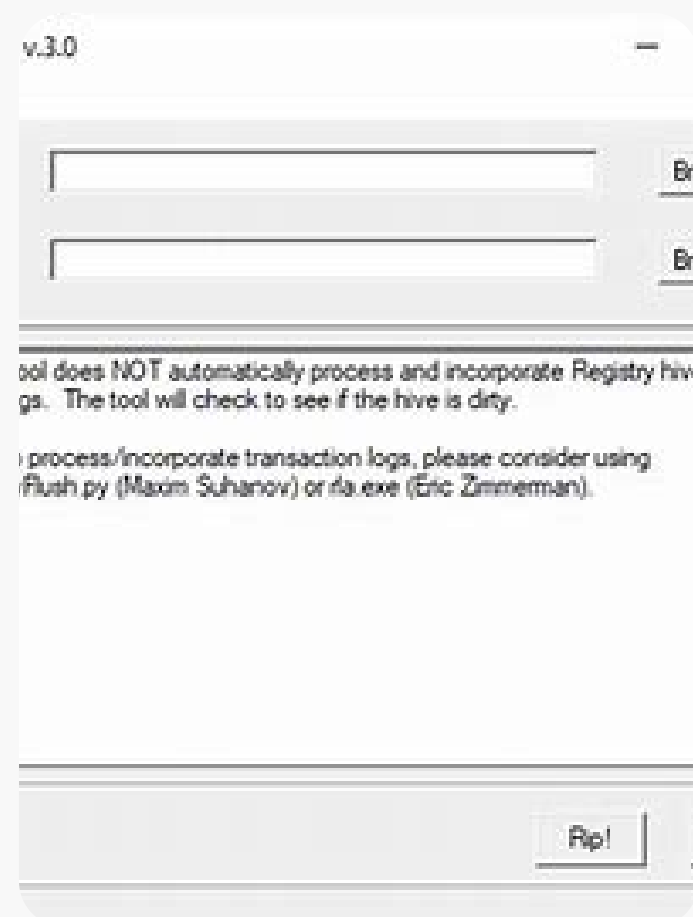 v.3.0
Br
Br
ool does NOT automatically process and incorporate Registry hive
gs. The tool will check to see if the hive is dirty.
process/incorporate transaction logs, please consider using
Flush.py (Maxim Suhanov) or rla.exe (Eric Zimmerman).
Rip!